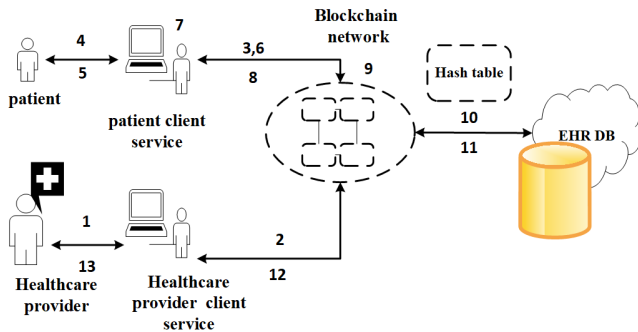 7
Blockchain
network
4
3,6
5
8
9
Hash table
patient
patient client
service
10
11
EHR DB
1
2
13
12
Healthcare
provider
Healthcare
provider client
service